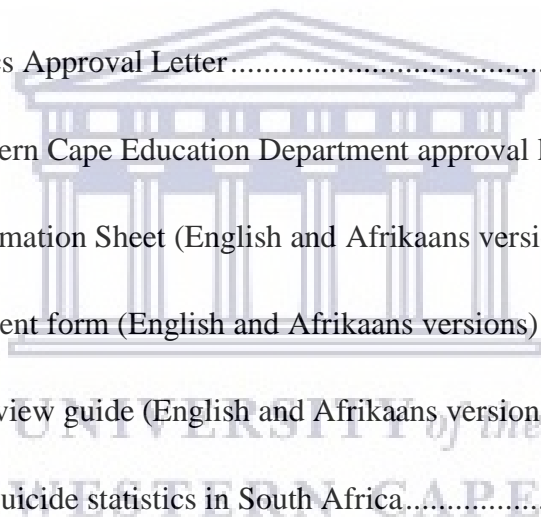 s Approval Letter....................................
ern Cape Education Department approval
mation Sheet (English and Afrikaans versi
ent form (English and Afrikaans versions)
view guide (English and Afrikaans version
UNIVERSITY of the
uicide statistics in South Africa.................
WESTERN CAPE